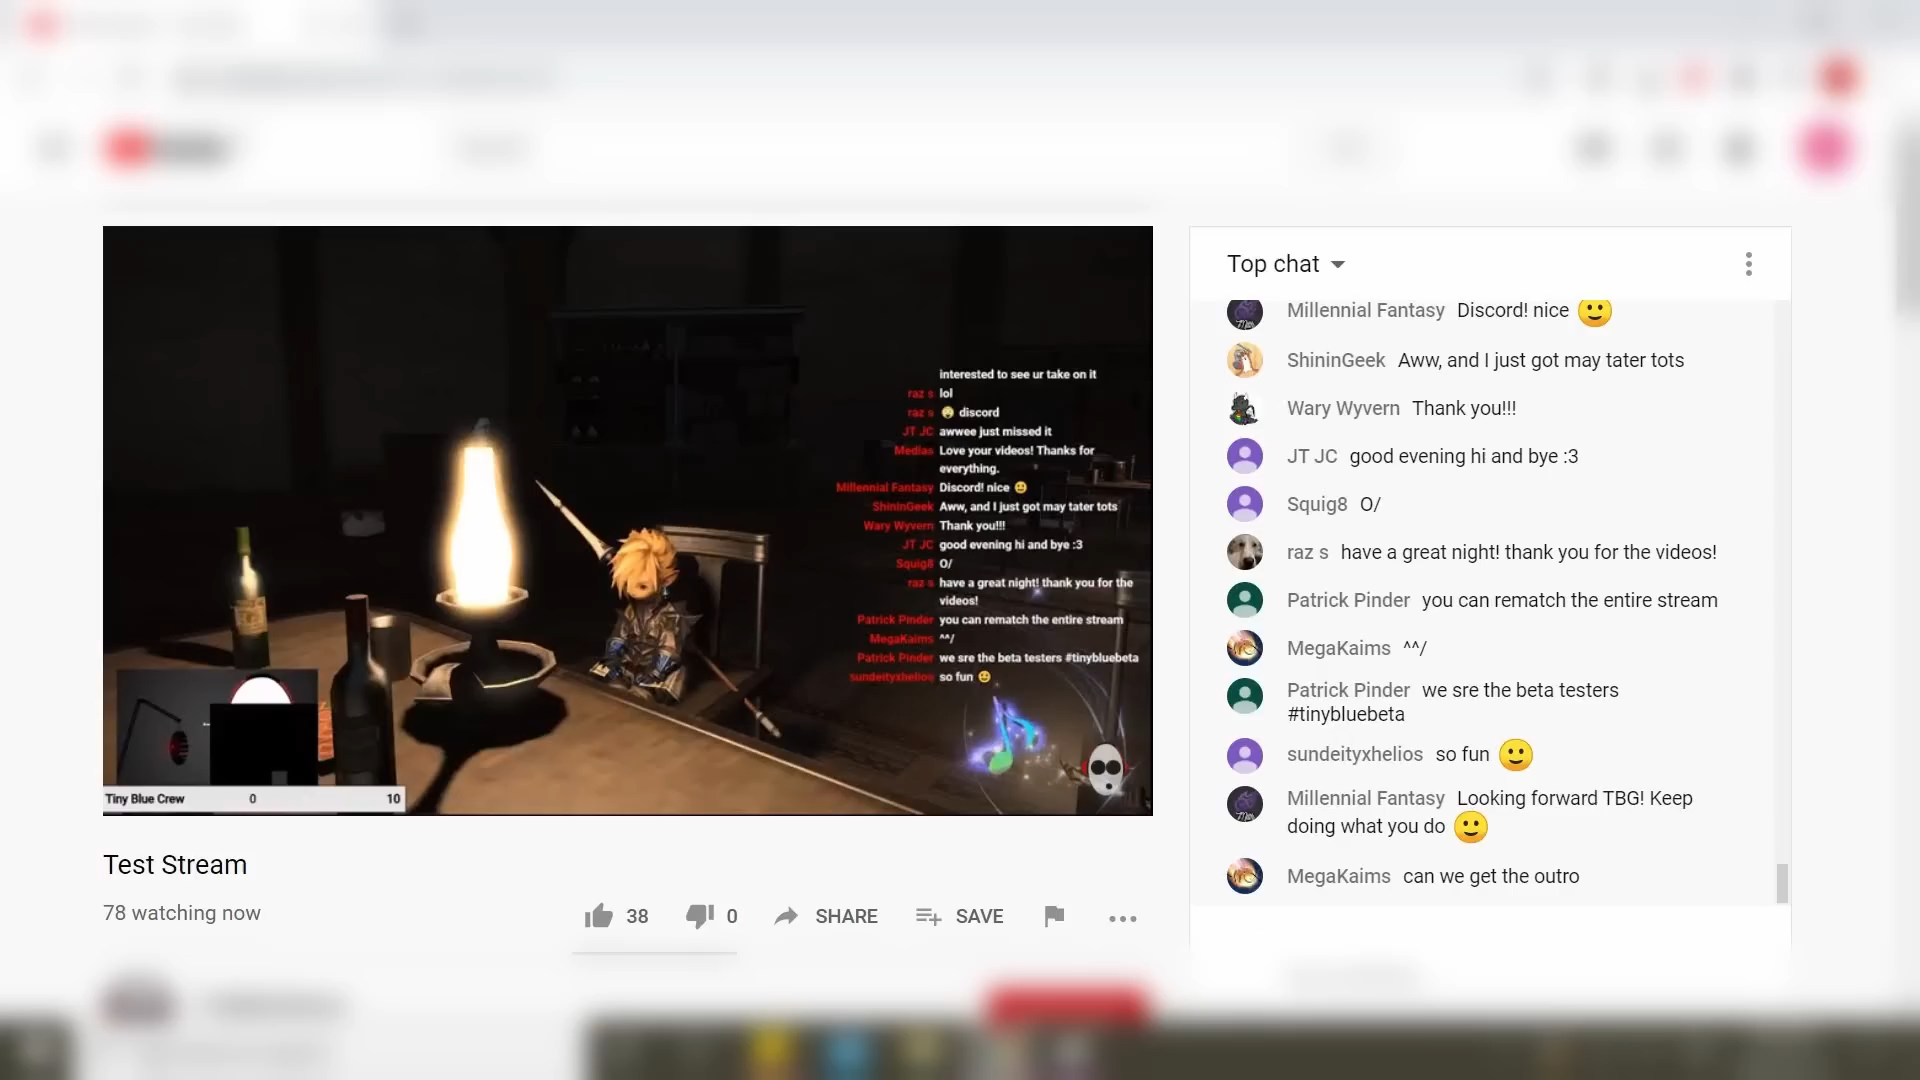 interested to see ur take on it
raz s lol
raz s discord
JT JC awwee just missed it
Medias Love your videos! Thanks for
everything.
Millennial Fantasy Discord! nice
ShininGeek Aww, and I just got may tater tots
Wary Wyvern Thank you!!!
JT JC good evening hi and bye :3
Squig8 O/
raz s have a great night! thank you for the
videos!
Patrick Pinder you can rematch the entire stream
MegaKaims ^^/
Patrick Pinder we sre the beta testers #tinybluebeta
sundeityxhelios so fun
Tiny Blue Crew 0 10
Test Stream
78 watching now
38 0 SHARE SAVE
Top chat
Millennial Fantasy Discord! nice
ShininGeek Aww, and I just got may tater tots
Wary Wyvern Thank you!!!
JT JC good evening hi and bye :3
Squig8 O/
raz s have a great night! thank you for the videos!
Patrick Pinder you can rematch the entire stream
MegaKaims ^^/
Patrick Pinder we sre the beta testers
#tinybluebeta
sundeityxhelios so fun
Millennial Fantasy Looking forward TBG! Keep
doing what you do
MegaKaims can we get the outro